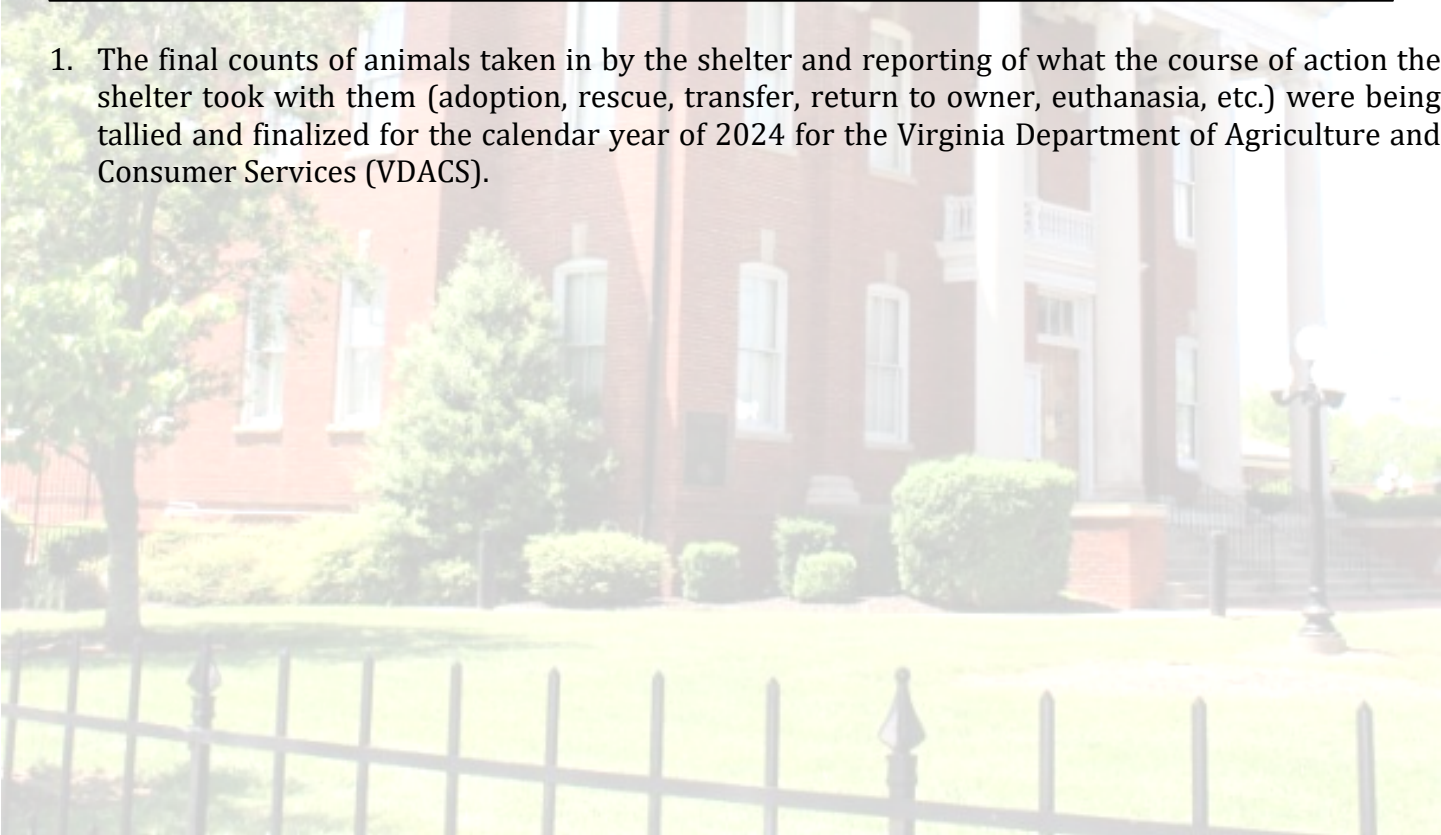 1. The final counts of animals taken in by the shelter and reporting of what the course of action the
shelter took with them (adoption, rescue, transfer, return to owner, euthanasia, etc.) were being
tallied and finalized for the calendar year of 2024 for the Virginia Department of Agriculture and
Consumer Services (VDACS).